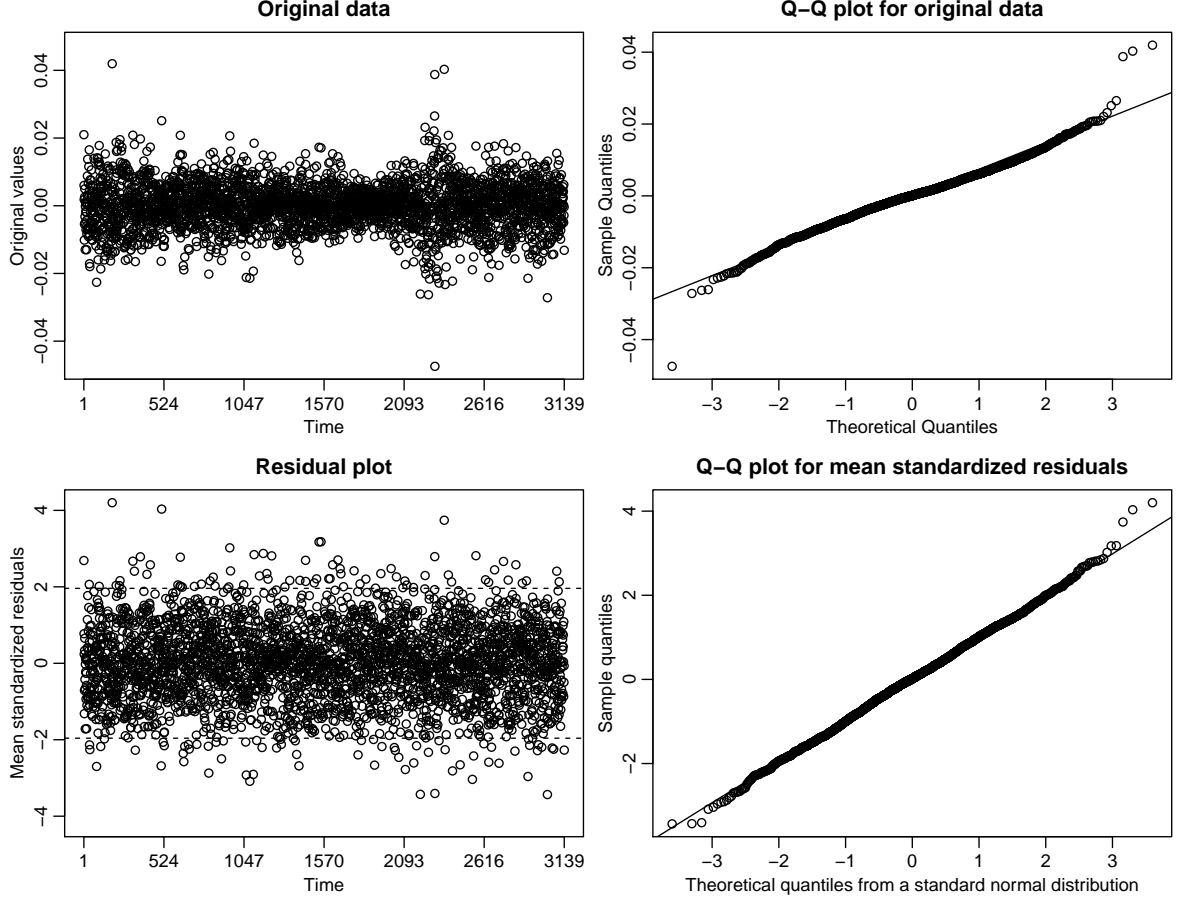 Original data
Original values
0.04
0.02
0.00
−0.02
−0.04
1 524 1047 1570 2093 2616 3139
Time
Q−Q plot for original data
Sample Quantiles
0.04
0.02
0.00
−0.02
−0.04
−3 −2 −1 0 1 2 3
Theoretical Quantiles
Residual plot
Mean standardized residuals
4
2
0
−2
−4
1 524 1047 1570 2093 2616 3139
Time
Q−Q plot for mean standardized residuals
Sample quantiles
4
2
0
−2
−3 −2 −1 0 1 2 3
Theoretical quantiles from a standard normal distribution